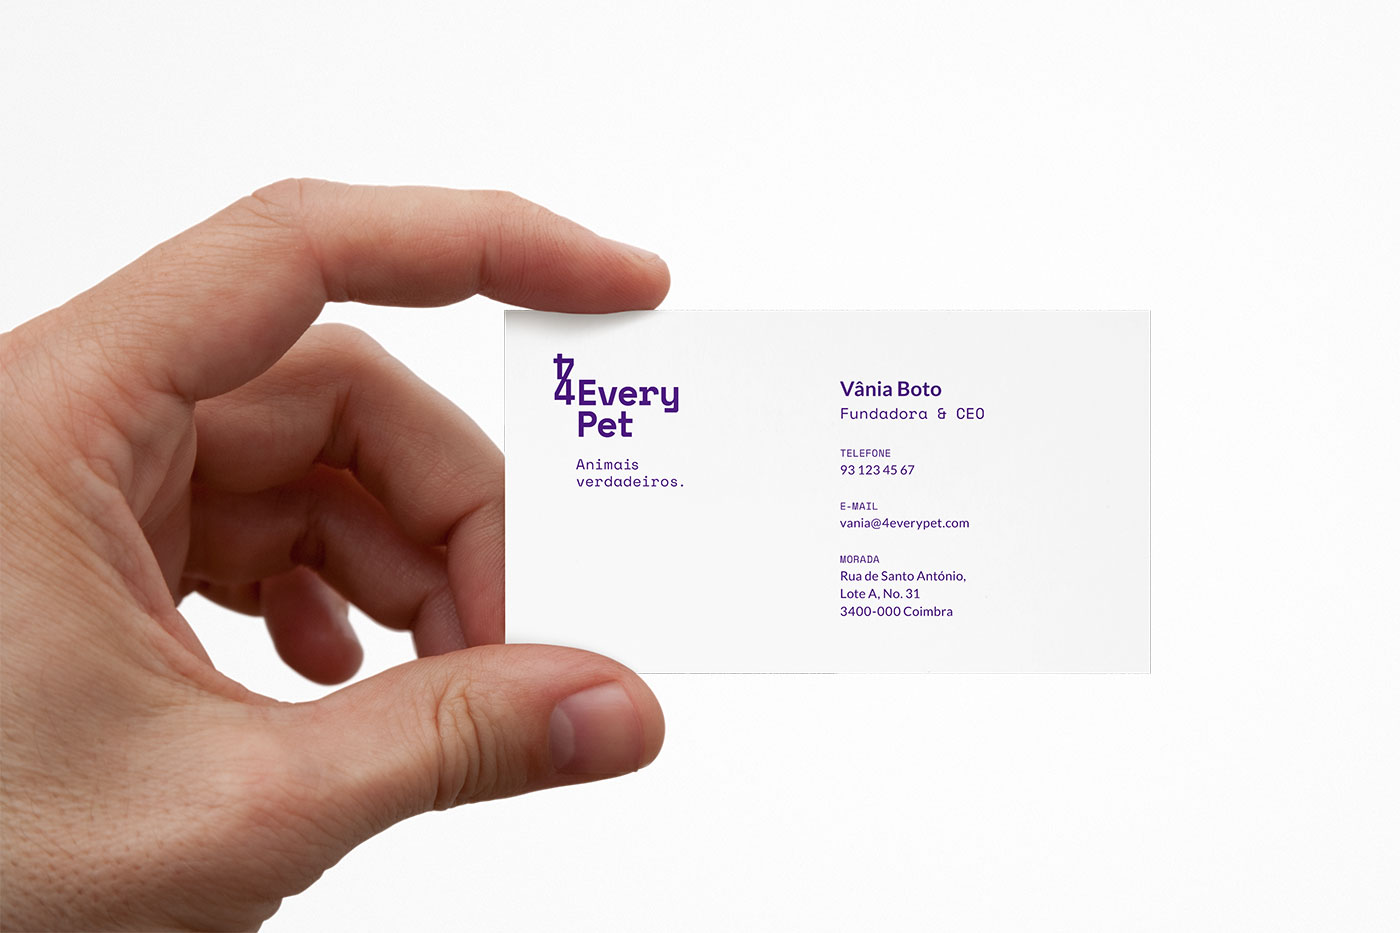 4Every
Pet
Animais
verdadeiros.
Vânia Boto
Fundadora & CEO
TELEFONE
93 123 45 67
E-MAIL
vania@4everypet.com
MORADA
Rua de Santo António,
Lote A, No. 31
3400-000 Coimbra